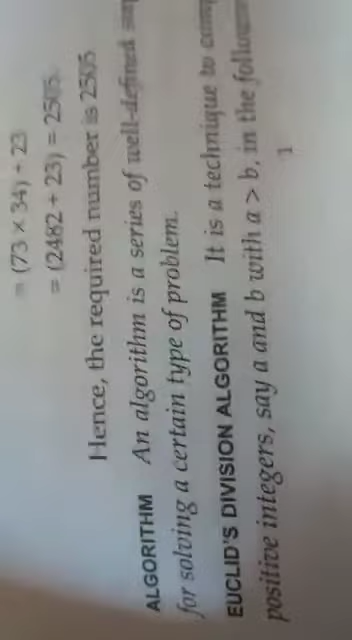 = (73 × 34) + 23
= (2482 + 23) = 2505.
Hence, the required number is 2505
ALGORITHM An algorithm is a series of well-defined
for solving a certain type of problem.
EUCLID'S DIVISION ALGORITHM It is a technique to
positive integers, say a and b with a > b, in the
1